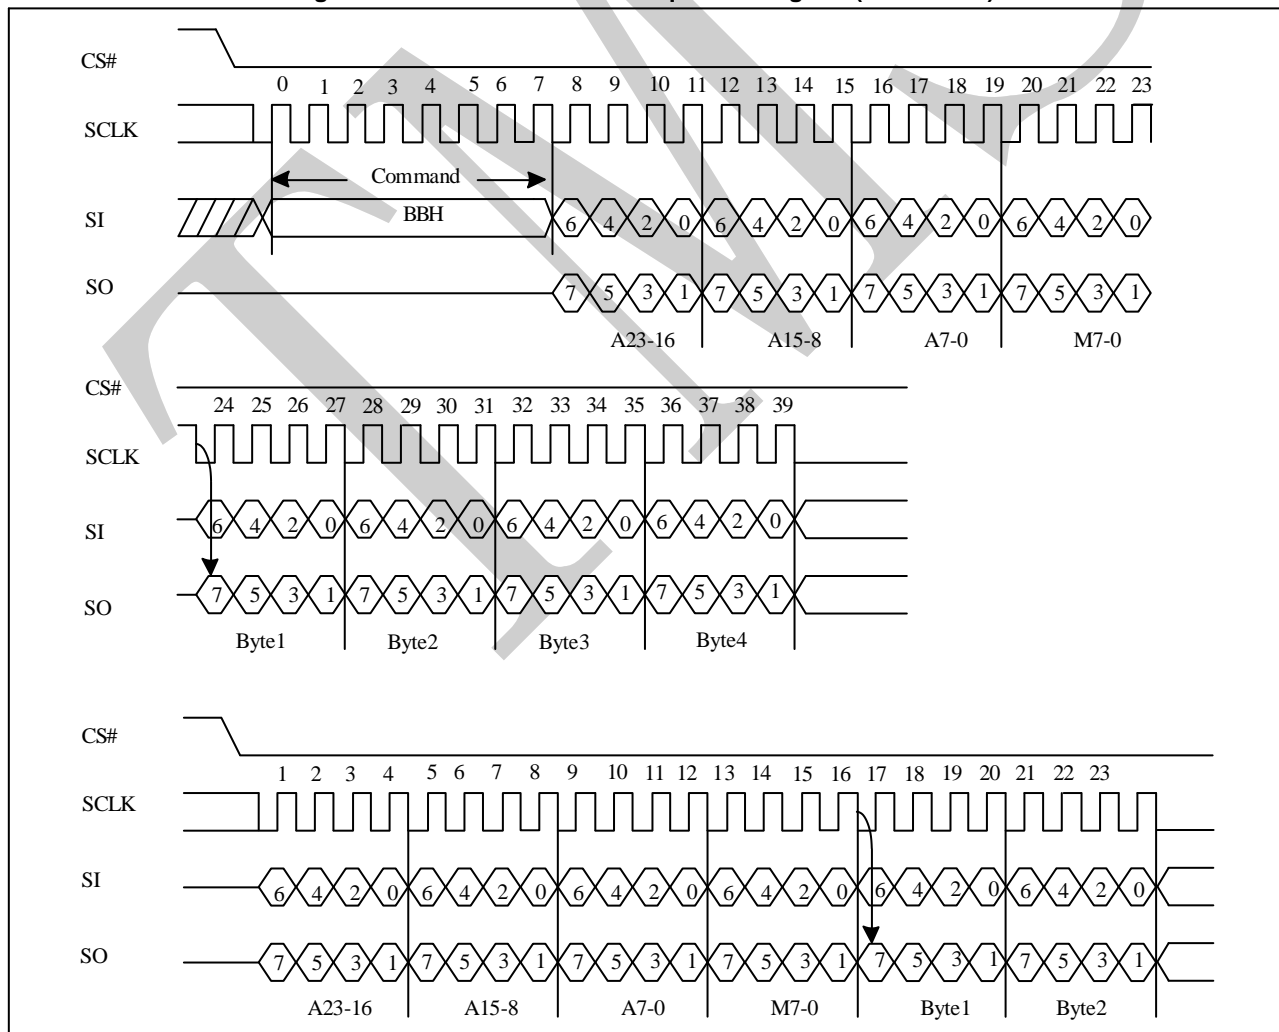 CS#
0 1 2 3 4 5 6 7 8 9 10 11 12 13 14 15 16 17 18 19 20 21 22 23
SCLK
Command
SI BBH 6 4 2 0 6 4 2 0 6 4 2 0 6 4 2 0
SO 7 5 3 1 7 5 3 1 7 5 3 1 7 5 3 1
A23-16 A15-8 A7-0 M7-0
CS#
24 25 26 27 28 29 30 31 32 33 34 35 36 37 38 39
SCLK
SI 6 4 2 0 6 4 2 0 6 4 2 0 6 4 2 0
SO 7 5 3 1 7 5 3 1 7 5 3 1 7 5 3 1
Byte1 Byte2 Byte3 Byte4
CS#
1 2 3 4 5 6 7 8 9 10 11 12 13 14 15 16 17 18 19 20 21 22 23
SCLK
SI 6 4 2 0 6 4 2 0 6 4 2 0 6 4 2 0 6 4 2 0 6 4 2 0
SO 7 5 3 1 7 5 3 1 7 5 3 1 7 5 3 1 7 5 3 1 7 5 3 1
A23-16 A15-8 A7-0 M7-0 Byte1 Byte2